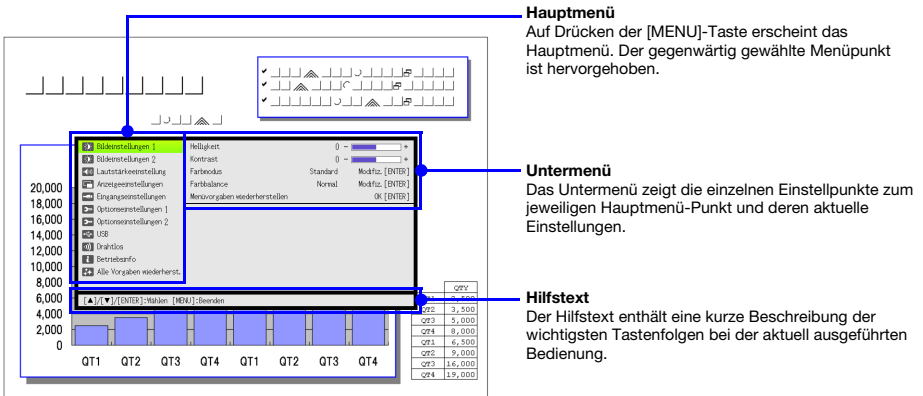 Hauptmenü
Auf Drücken der [MENU]-Taste erscheint das
Hauptmenü. Der gegenwärtig gewählte Menüpunkt
ist hervorgehoben.
Bildeinstellungen 1
Bildeinstellungen 2
Lautstärkeeinstellung
Anzeigeeinstellungen
Eingangseinstellungen
Optionseinstellungen 1
Optionseinstellungen 2
USB
Drahtlos
Betriebsinfo
Alle Vorgaben wiederherst.
Helligkeit 0 - +
Kontrast 0 - +
Farbmodus Standard Modifiz.[ENTER]
Farbbalance Normal Modifiz.[ENTER]
Menüvorgaben wiederherstellen OK[ENTER]
[▲]/[▼]/[ENTER]:Wählen [MENU]:Beenden
Untermenü
Das Untermenü zeigt die einzelnen Einstellpunkte zum
jeweiligen Hauptmenü-Punkt und deren aktuelle
Einstellungen.
Hilfstext
Der Hilfstext enthält eine kurze Beschreibung der
wichtigsten Tastenfolgen bei der aktuell ausgeführten
Bedienung.
20,000
18,000
16,000
14,000
12,000
10,000
8,000
6,000
4,000
2,000
0
QT1 QT2 QT3 QT4 QT1 QT2 QT3 QT4
QTY
QT2 3,500
QT3 5,000
QT4 8,000
QT1 6,500
QT2 9,000
QT3 16,000
QT4 19,000